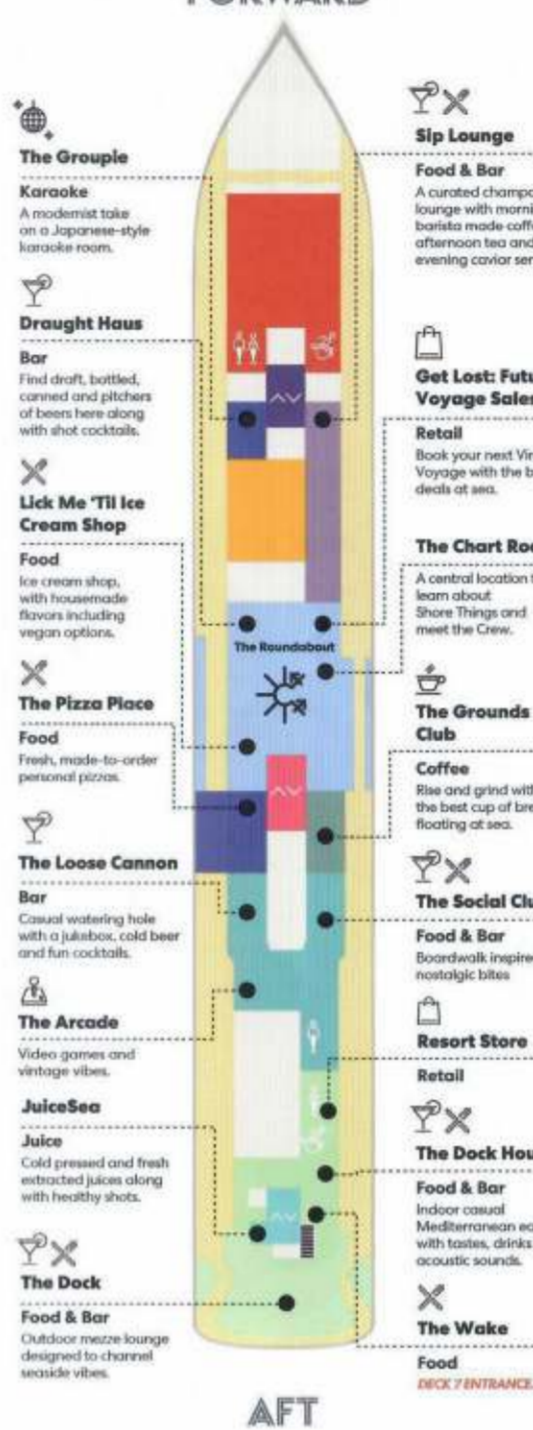 FORWARD
The Groupie
Karaoke
A modernist take
on a Japanese-style
karaoke room.
Draught Haus
Bar
Find draft, bottled,
canned and pitchers
of beers here along
with shot cocktails.
Lick Me 'Til Ice
Cream Shop
Food
Ice cream shop,
with housemade
flavors including
vegan options.
The Pizza Place
Food
Fresh, made-to-order
personal pizzas.
The Loose Cannon
Bar
Casual watering hole
with a jukebox, cold beer
and fun cocktails.
The Arcade
Video games and
vintage vibes.
JuiceSea
Juice
Cold pressed and fresh
extracted juices along
with healthy shots.
The Dock
Food & Bar
Outdoor mezze lounge
designed to channel
seaside vibes.
The Roundabout
Sip Lounge
Food & Bar
A curated champa
lounge with morni
barista made coff
afternoon tea and
evening caviar ser
Get Lost: Futu
Voyage Sales
Retail
Book your next Vir
Voyage with the b
deals at sea.
The Chart Roo
A central location t
learn about
Shore Things and
meet the Crew.
The Grounds
Club
Coffee
Rise and grind with
the best cup of bre
floating at sea.
The Social Clu
Food & Bar
Boardwalk inspire
nostalgic bites
Resort Store
Retail
The Dock Hou
Food & Bar
Indoor casual
Mediterranean ea
with tastes, drinks
acoustic sounds.
The Wake
Food
DECK 7 ENTRANCE
AFT